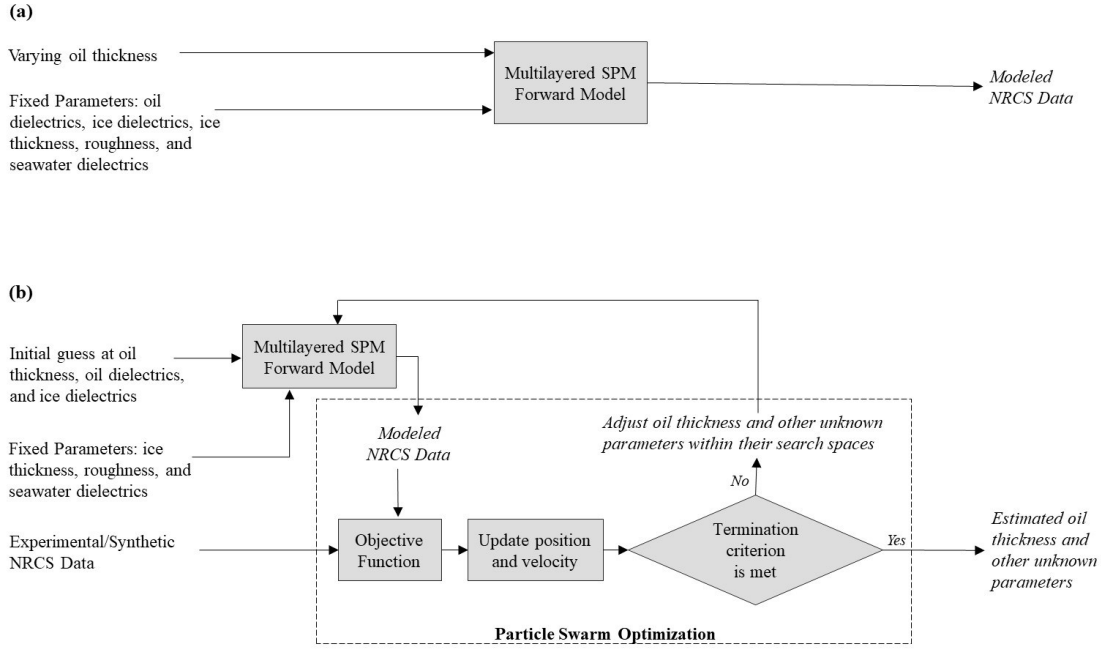 (a)
Varying oil thickness
Fixed Parameters: oil
dielectrics, ice dielectrics, ice
thickness, roughness, and
seawater dielectrics
Multilayered SPM
Forward Model
Modeled
NRCS Data
(b)
Initial guess at oil
thickness, oil dielectrics,
and ice dielectrics
Fixed Parameters: ice
thickness, roughness, and
seawater dielectrics
Experimental/Synthetic
NRCS Data
Multilayered SPM
Forward Model
Modeled
NRCS Data
Adjust oil thickness and other unknown
parameters within their search spaces
Objective
Function
Update position
and velocity
No
Termination
criterion
is met
Yes
Estimated oil
thickness and
other unknown
parameters
Particle Swarm Optimization